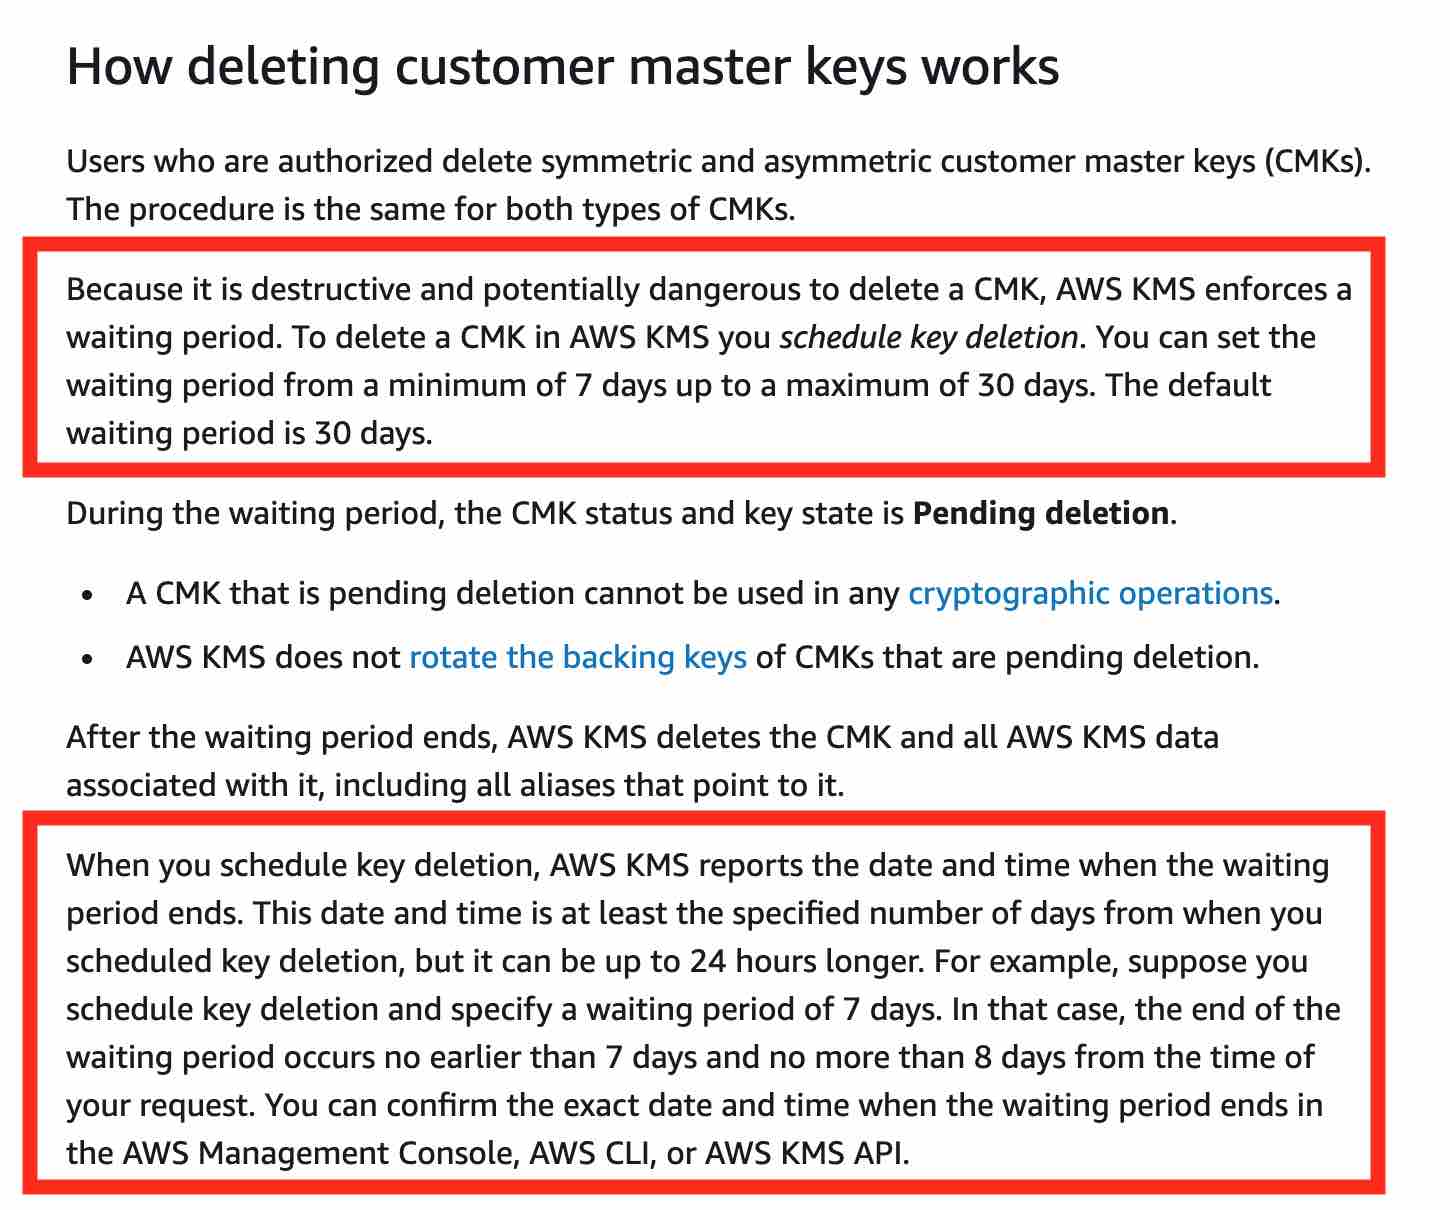 How deleting customer master keys works
Users who are authorized delete symmetric and asymmetric customer master keys (CMKs).
The procedure is the same for both types of CMKs.
Because it is destructive and potentially dangerous to delete a CMK, AWS KMS enforces a
waiting period. To delete a CMK in AWS KMS you schedule key deletion. You can set the
waiting period from a minimum of 7 days up to a maximum of 30 days. The default
waiting period is 30 days.
During the waiting period, the CMK status and key state is Pending deletion.
• A CMK that is pending deletion cannot be used in any cryptographic operations.
• AWS KMS does not rotate the backing keys of CMKs that are pending deletion.
After the waiting period ends, AWS KMS deletes the CMK and all AWS KMS data
associated with it, including all aliases that point to it.
When you schedule key deletion, AWS KMS reports the date and time when the waiting
period ends. This date and time is at least the specified number of days from when you
scheduled key deletion, but it can be up to 24 hours longer. For example, suppose you
schedule key deletion and specify a waiting period of 7 days. In that case, the end of the
waiting period occurs no earlier than 7 days and no more than 8 days from the time of
your request. You can confirm the exact date and time when the waiting period ends in
the AWS Management Console, AWS CLI, or AWS KMS API.